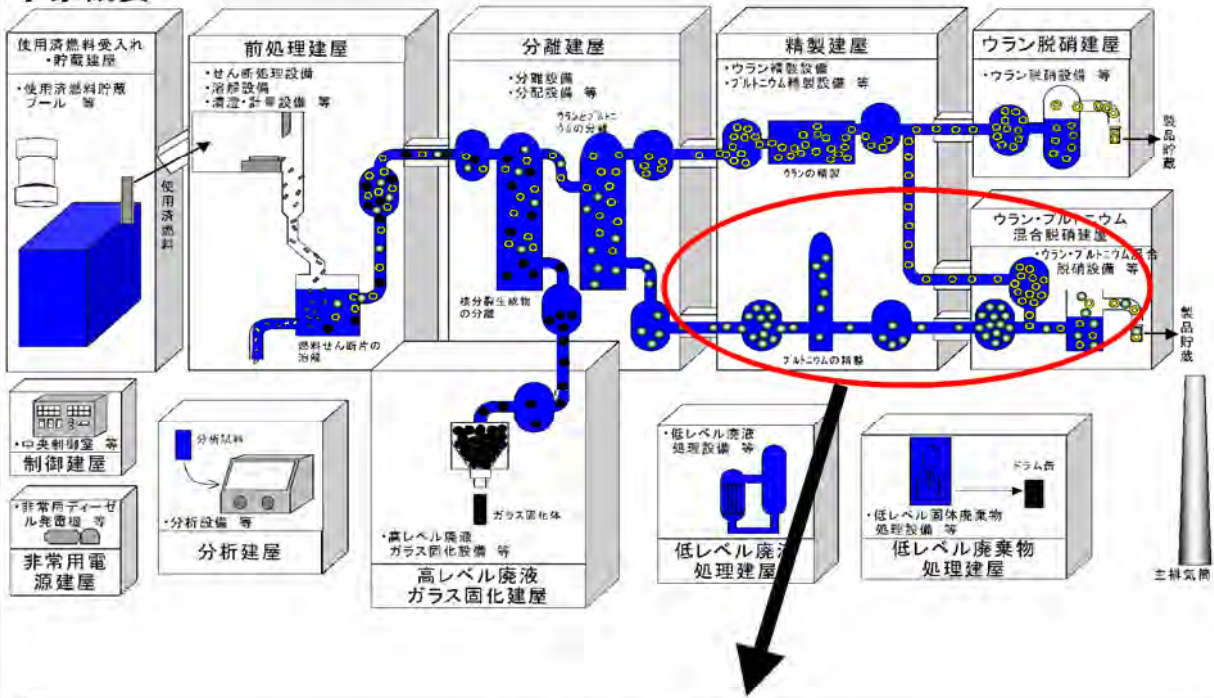 使用済燃料受入れ
・貯蔵建屋
・使用済燃料貯蔵
プール 等
使用済燃料
前処理建屋
・せん断処理設備
・溶解設備
・清澄・計量設備 等
燃料せん断片の
溶解
分離建屋
・分離設備
・分配設備 等
ウランとプルトニ
ウムの分離
核分裂生成物
の分離
精製建屋
・ウラン精製設備
・プルトニウム精製設備 等
ウランの精製
プルトニウムの精製
ウラン脱硝建屋
・ウラン脱硝設備 等
製品貯蔵
ウラン・プルトニウム
混合脱硝建屋
・ウラン・プルトニウム混合
脱硝設備 等
製品貯蔵
・中央制御室 等
制御建屋
・非常用ディーゼ
ル発電機 等
非常用電
源建屋
分析試料
・分析設備 等
分析建屋
ガラス固化体
・高レベル廃液
ガラス固化設備 等
高レベル廃液
ガラス固化建屋
・低レベル廃液
処理設備 等
低レベル廃液
処理建屋
ドラム缶
・低レベル固体廃棄物
処理設備 等
低レベル廃棄物
処理建屋
主排気筒